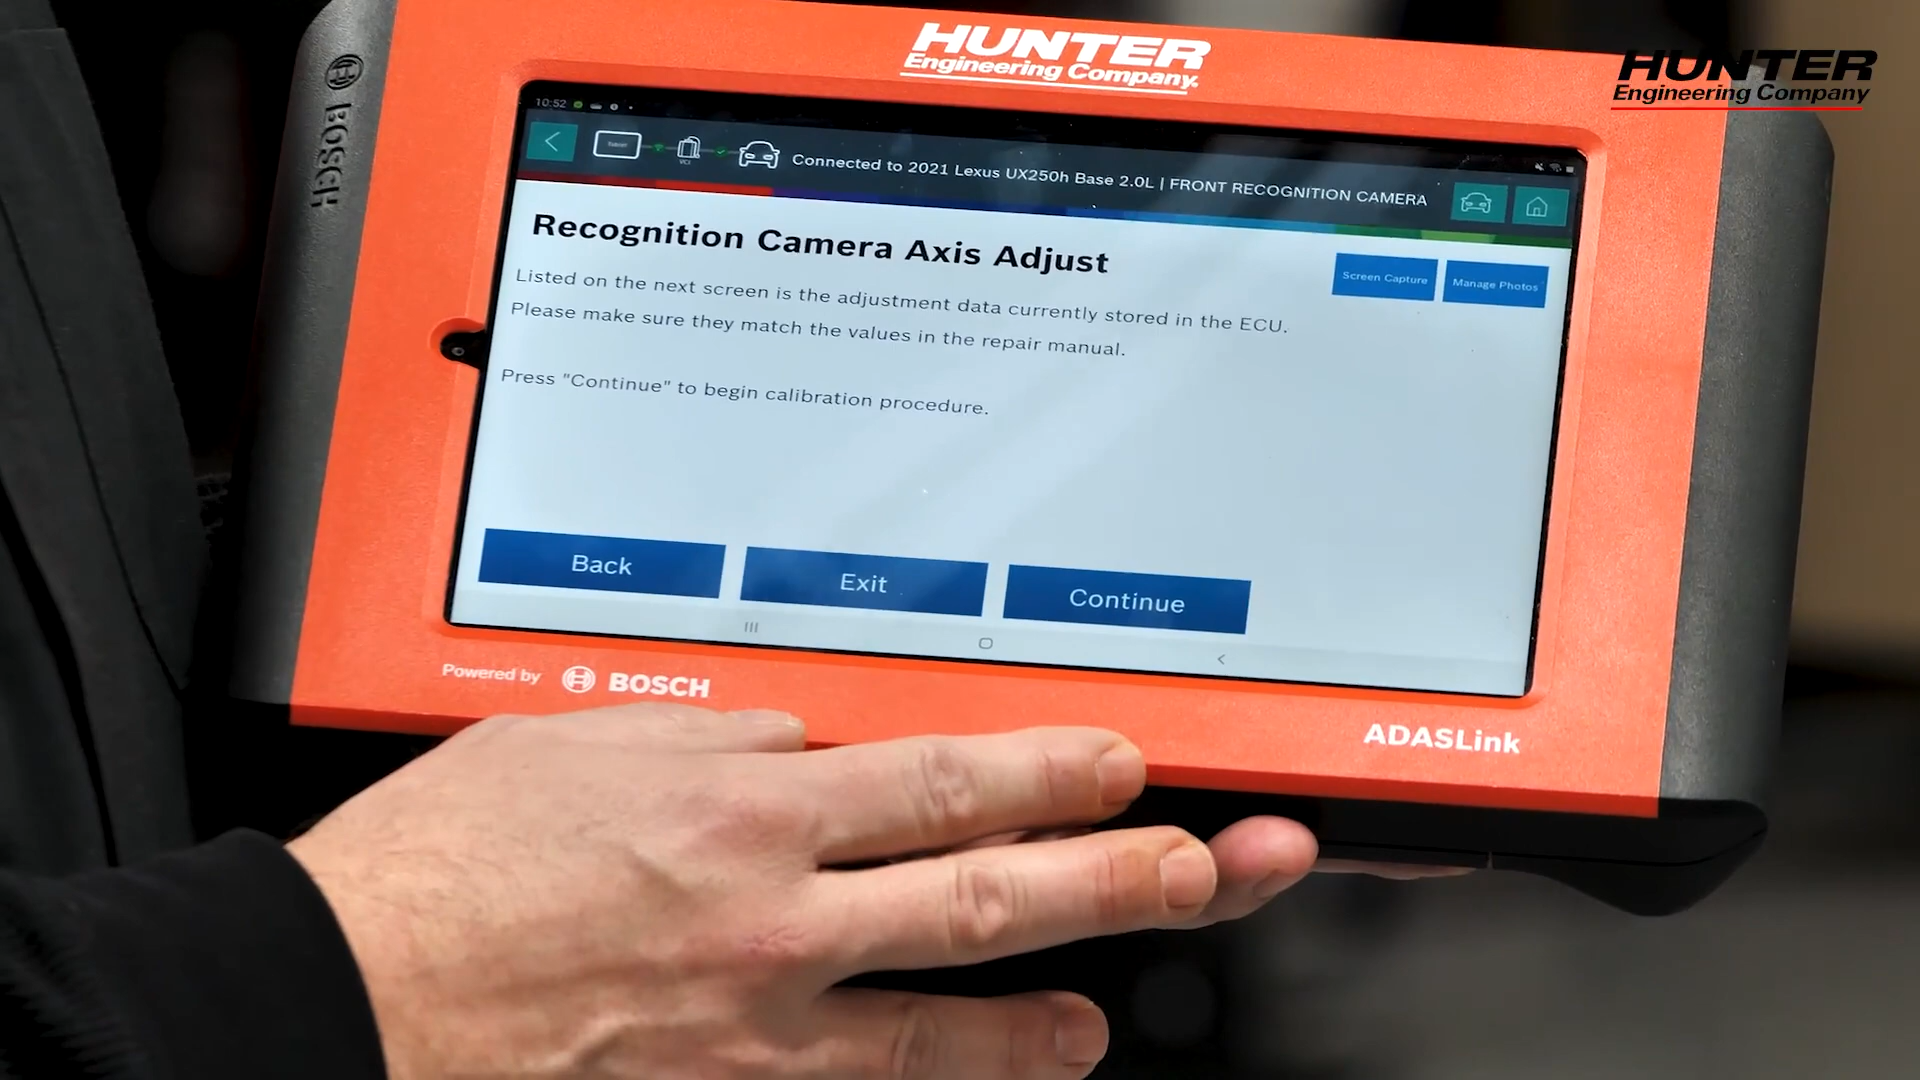 HUNTER
Engineering Company
HUNTER
Engineering Company
BOSCH
10:52
Tablet
VCI
Connected to 2021 Lexus UX250h Base 2.0L | FRONT RECOGNITION CAMERA
Recognition Camera Axis Adjust
Screen Capture
Manage Photos
Listed on the next screen is the adjustment data currently stored in the ECU.
Please make sure they match the values in the repair manual.
Press "Continue" to begin calibration procedure.
Back
Exit
Continue
Powered by BOSCH
ADASLink